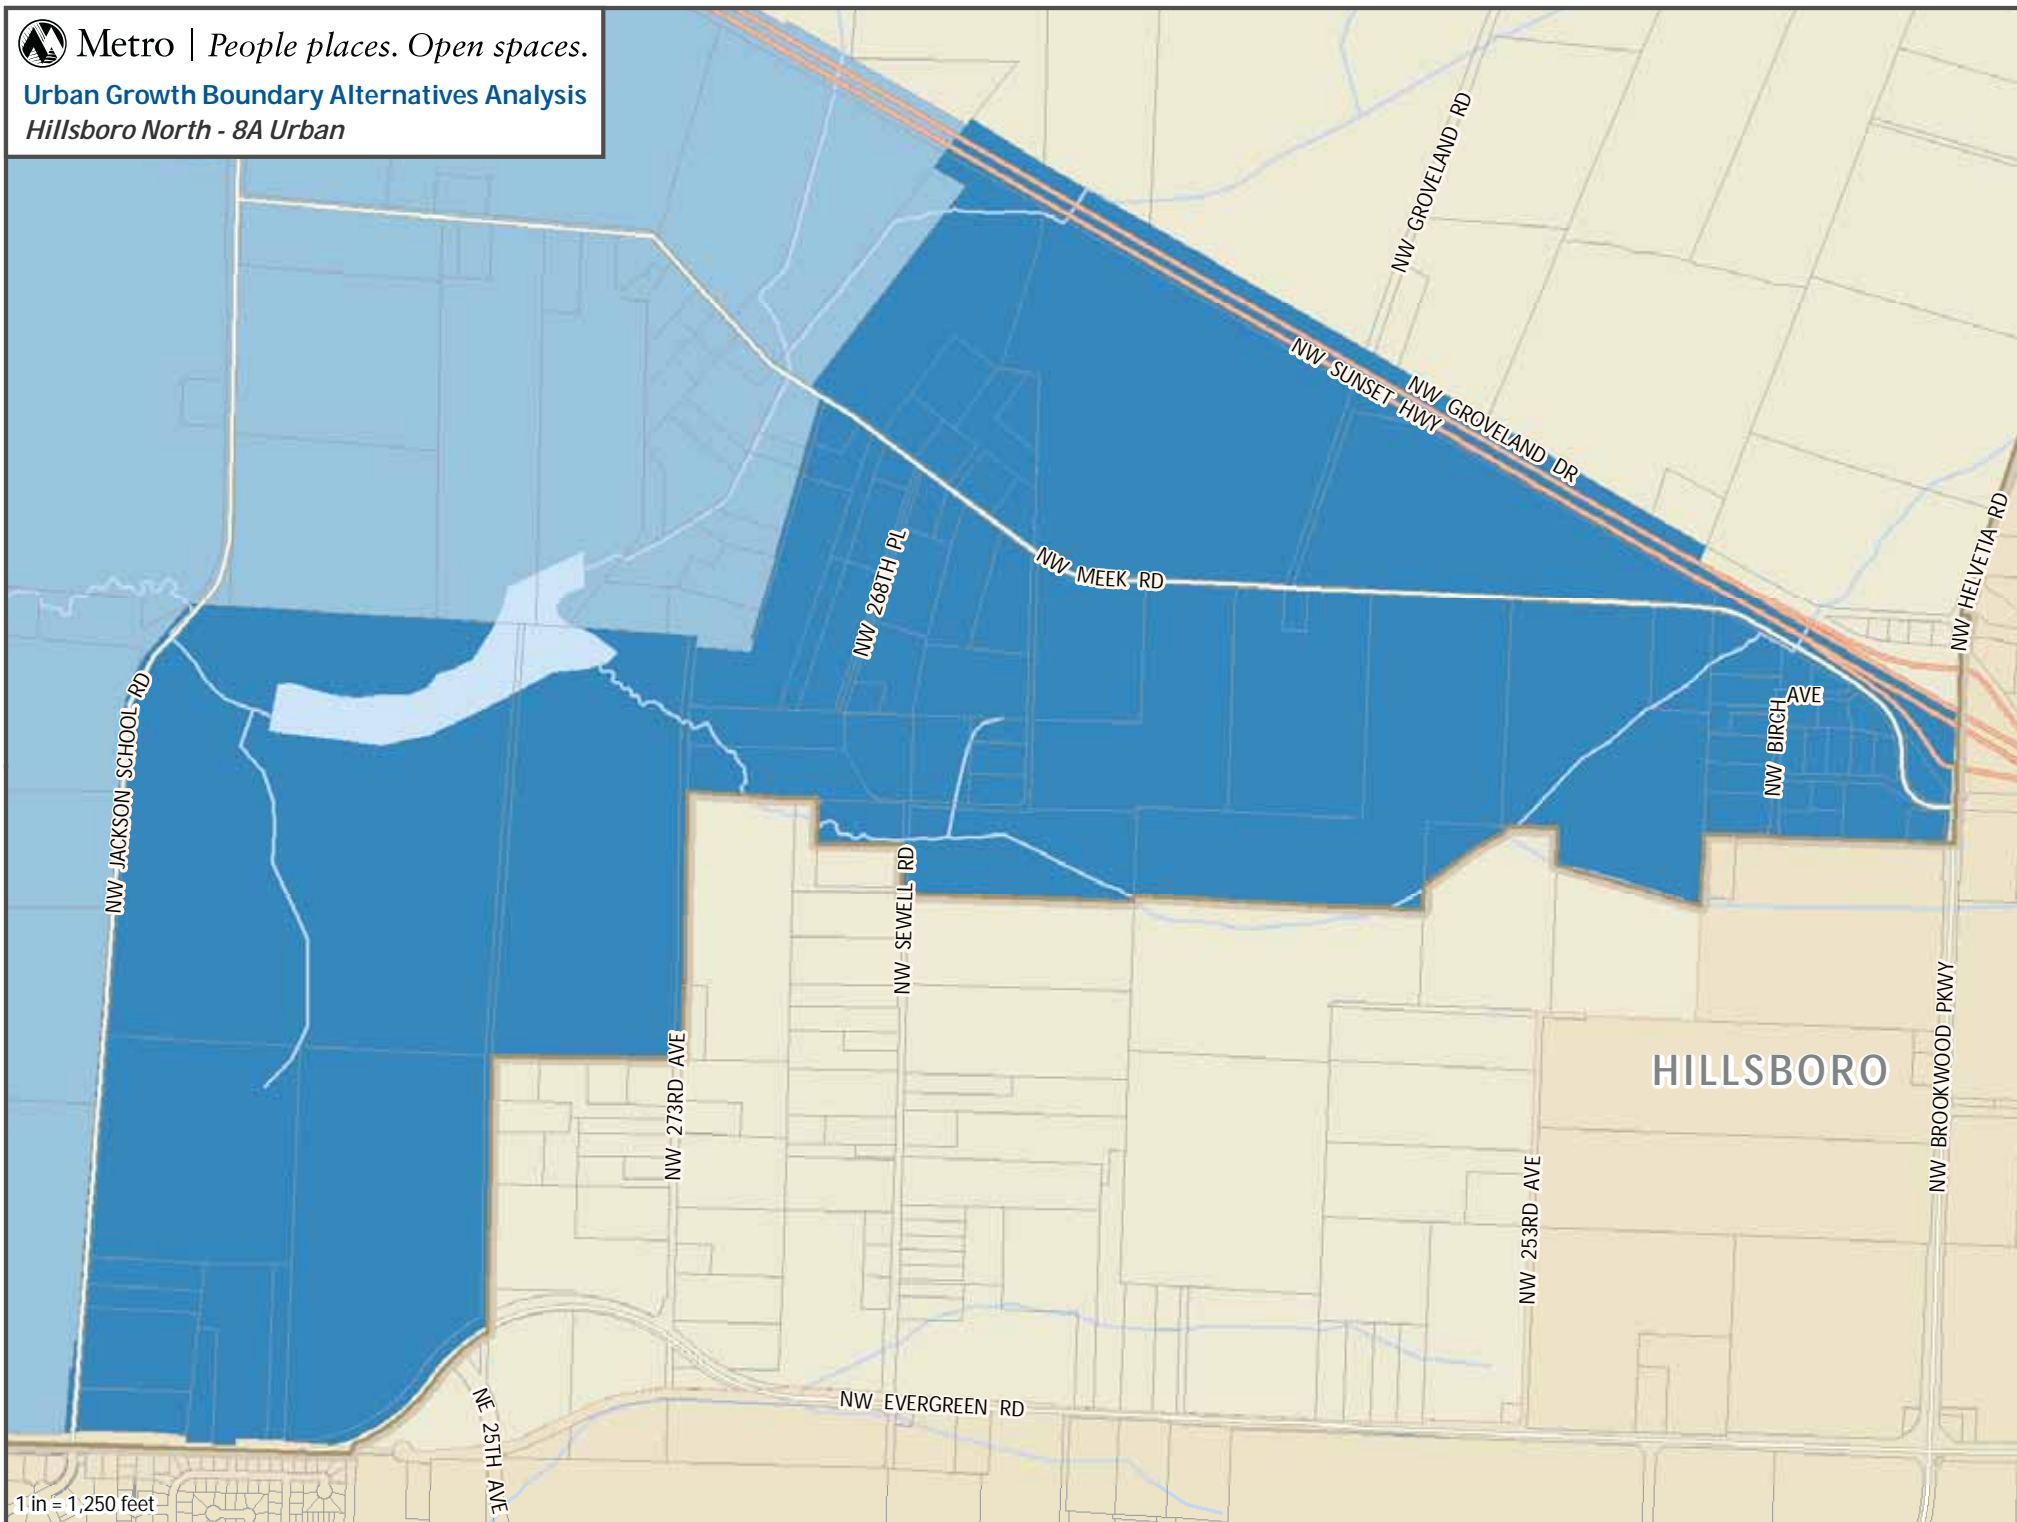 Metro | People places. Open spaces.
Urban Growth Boundary Alternatives Analysis
Hillsboro North - 8A Urban
NW GROVELAND RD
NW SUNSET HWY
NW GROVELAND DR
NW HELVETIA RD
NW 268TH PL
NW MEEK RD
NW JACKSON SCHOOL RD
NW BIRCH AVE
NW SEWELL RD
NW 273RD AVE
HILLSBORO
NW BROOKWOOD PKWY
NW 253RD AVE
NW EVERGREEN RD
NE 25TH AVE
1 in = 1,250 feet